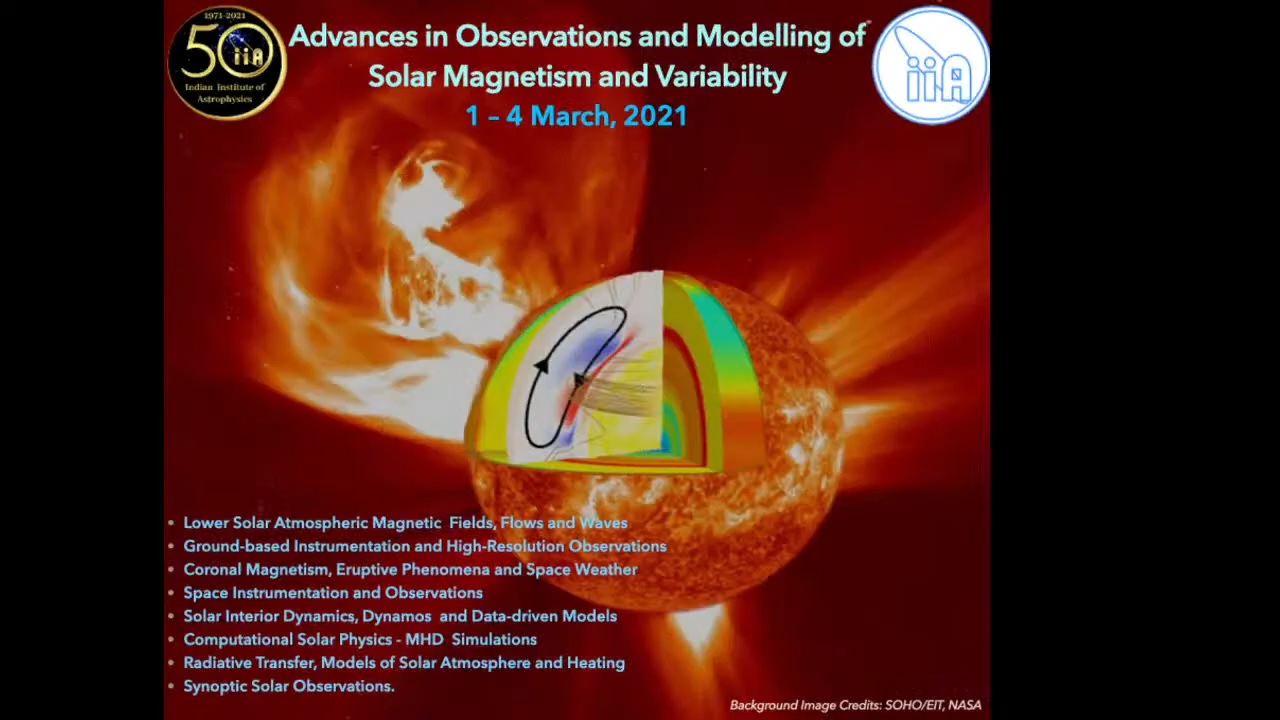 1971-2021
50 iiA
Indian Institute of
Astrophysics
Advances in Observations and Modelling of
Solar Magnetism and Variability
1 – 4 March, 2021
iiA
• Lower Solar Atmospheric Magnetic Fields, Flows and Waves
• Ground-based Instrumentation and High-Resolution Observations
• Coronal Magnetism, Eruptive Phenomena and Space Weather
• Space Instrumentation and Observations
• Solar Interior Dynamics, Dynamos and Data-driven Models
• Computational Solar Physics - MHD Simulations
• Radiative Transfer, Models of Solar Atmosphere and Heating
• Synoptic Solar Observations.
Background Image Credits: SOHO/EIT, NASA